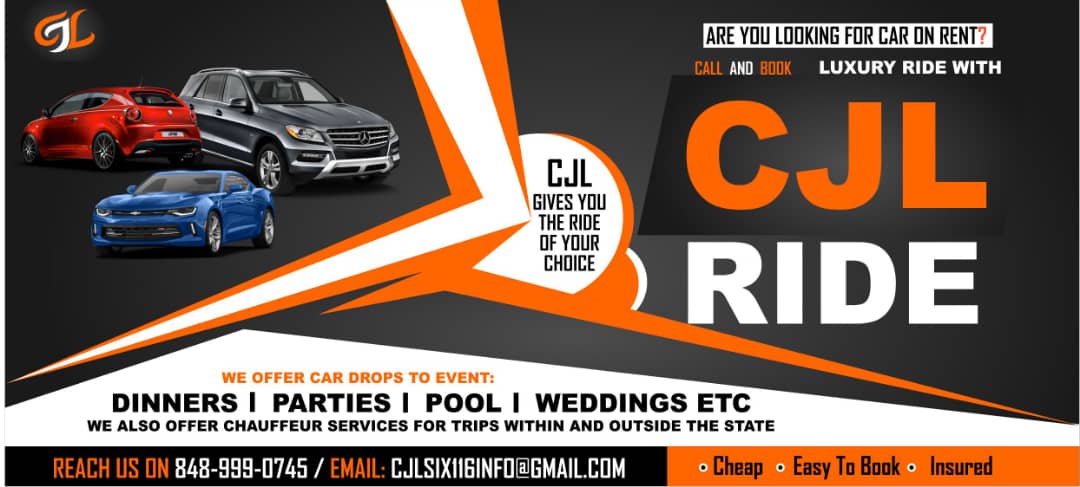 CJL
ARE YOU LOOKING FOR CAR ON RENT?
CALL AND BOOK LUXURY RIDE WITH
CJL
RIDE
CJL
GIVES YOU
THE RIDE
OF YOUR
CHOICE
WE OFFER CAR DROPS TO EVENT:
DINNERS | PARTIES | POOL | WEDDINGS ETC
WE ALSO OFFER CHAUFFEUR SERVICES FOR TRIPS WITHIN AND OUTSIDE THE STATE
REACH US ON 848-999-0745 / EMAIL: CJLSIX116INFO@GMAIL.COM
• Cheap • Easy To Book • Insured